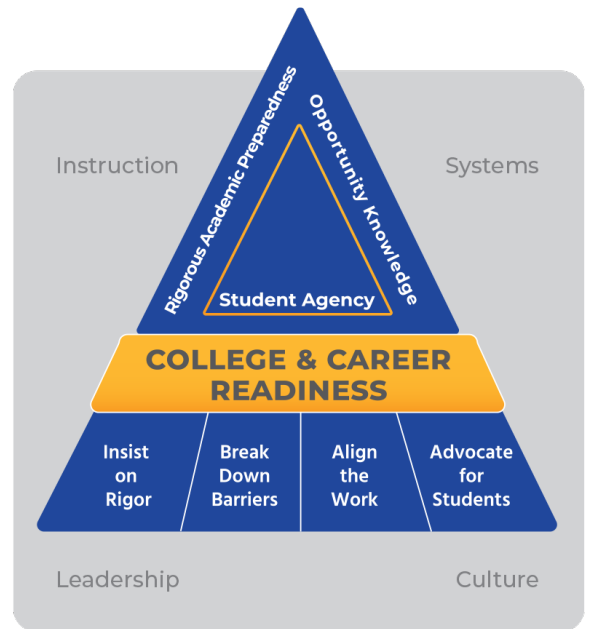 Rigorous Academic Preparedness
Opportunity Knowledge
Instruction
Systems
Student Agency
COLLEGE & CAREER
READINESS
Insist
on
Rigor
Break
Down
Barriers
Align
the
Work
Advocate
for
Students
Leadership
Culture